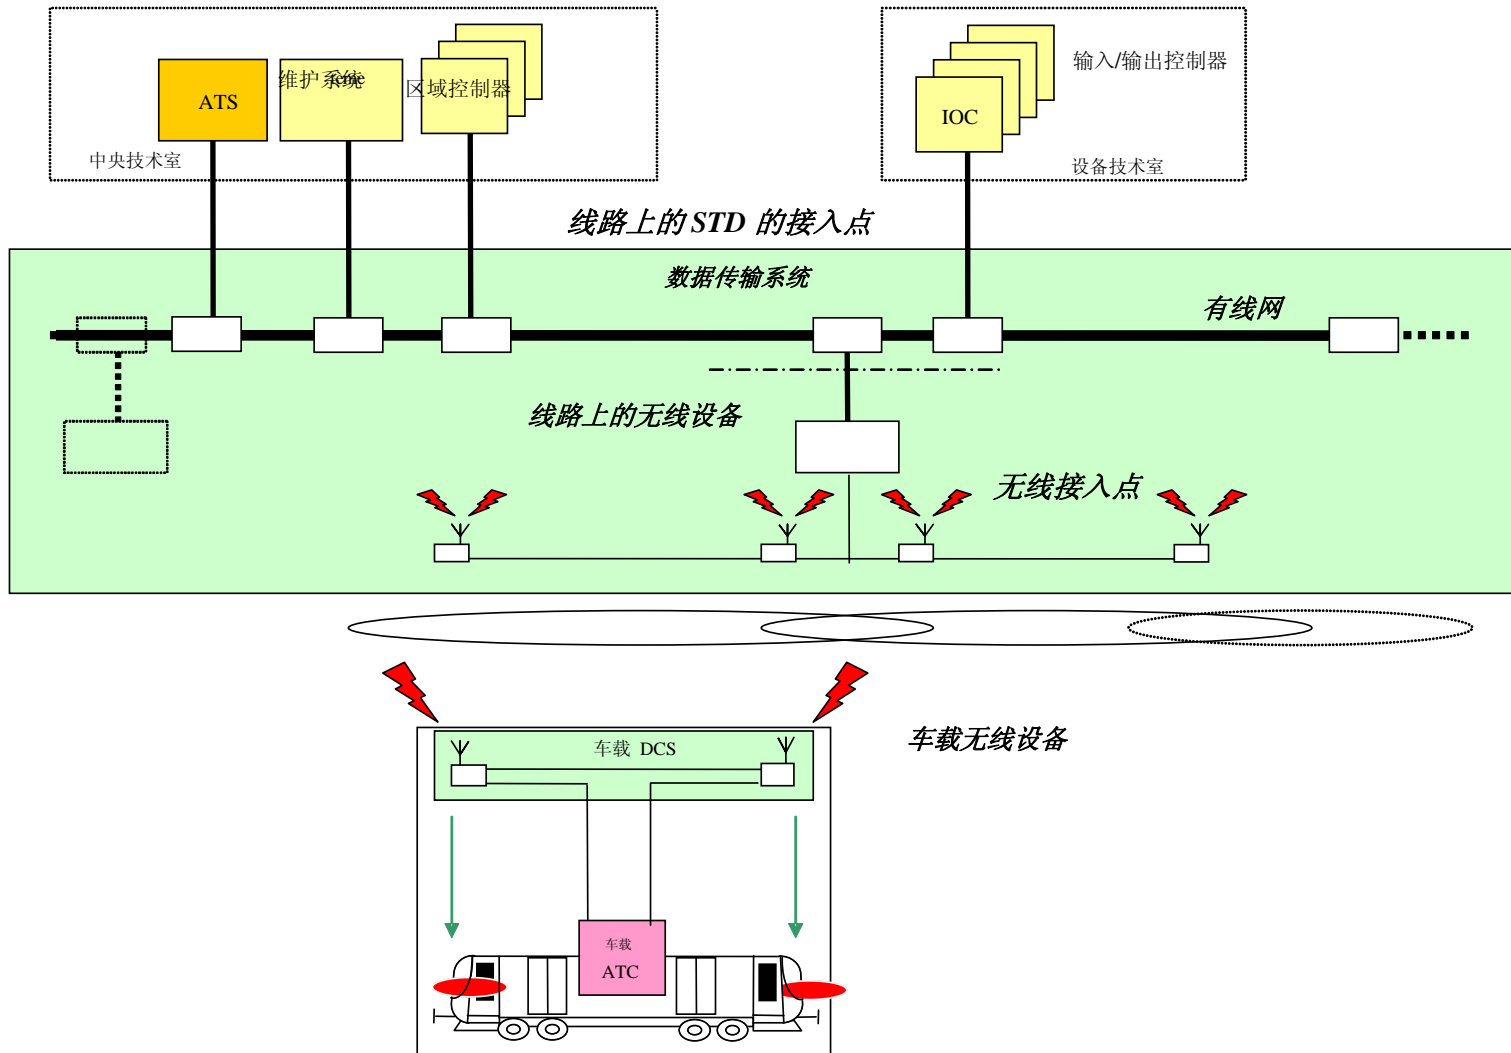 ATS
维护系统
区域控制器
中央技术室
输入/输出控制器
IOC
设备技术室
线路上的 STD 的接入点
数据传输系统
有线网
线路上的无线设备
无线接入点
车载 DCS
车载无线设备
车载
ATC